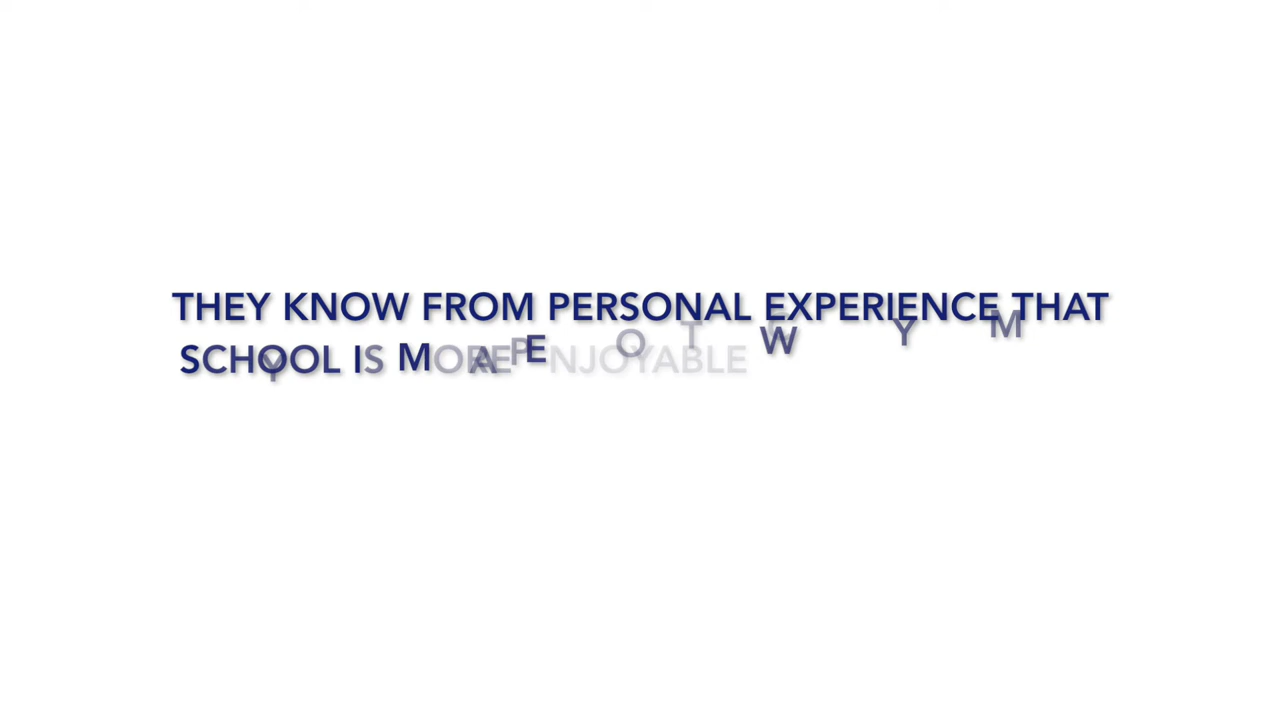 THEY KNOW FROM PERSONAL EXPERIENCE THAT
SCHOOL IS MORE ENJOYABLE